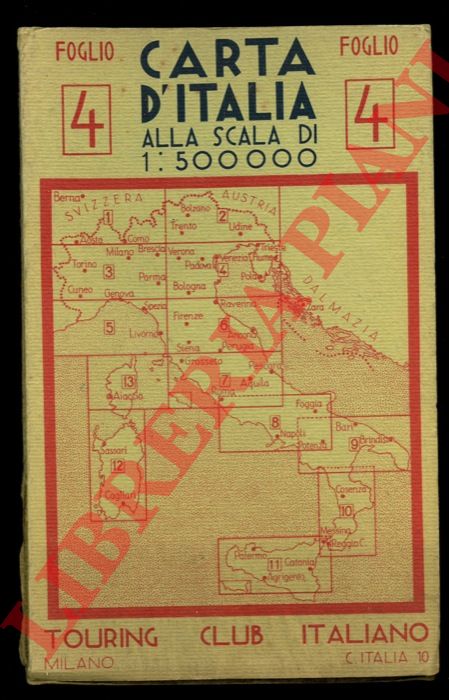 FOGLIO CARTA FOGLIO
4 D'ITALIA 4
ALLA SCALA DI
1:500000
Berna
SVIZZERA AUSTRIA
1 Bolzano 2
Trento Udine
Aosta Como Trieste
Milano Brescia Verona Venezia Fiume
Torino 3 Padova 4 Pola
Parma
Cuneo Genova Bologna
DALMAZIA
Spezia Ravenna Zara
5 Firenze 6
Livorno Ancona
Siena Perugia
Grosseto
13 7 Aquila
Aiaccio Roma
Foggia
8 Bari
Napoli 9 Brindisi
Sassari Potenza
12
Cagliari Cosenza
10
Messina
Palermo Reggio C.
11 Catania
Agrigento
TOURING CLUB ITALIANO
MILANO C. ITALIA 10
LIBRERIA PIANI